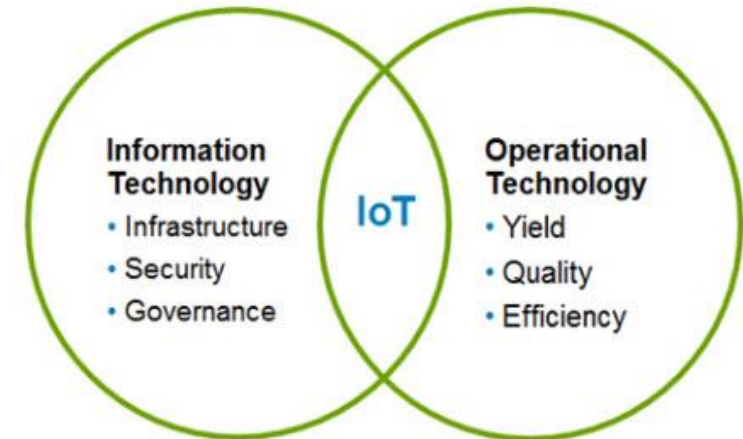 Information
Technology
• Infrastructure
• Security
• Governance
IoT
Operational
Technology
• Yield
• Quality
• Efficiency